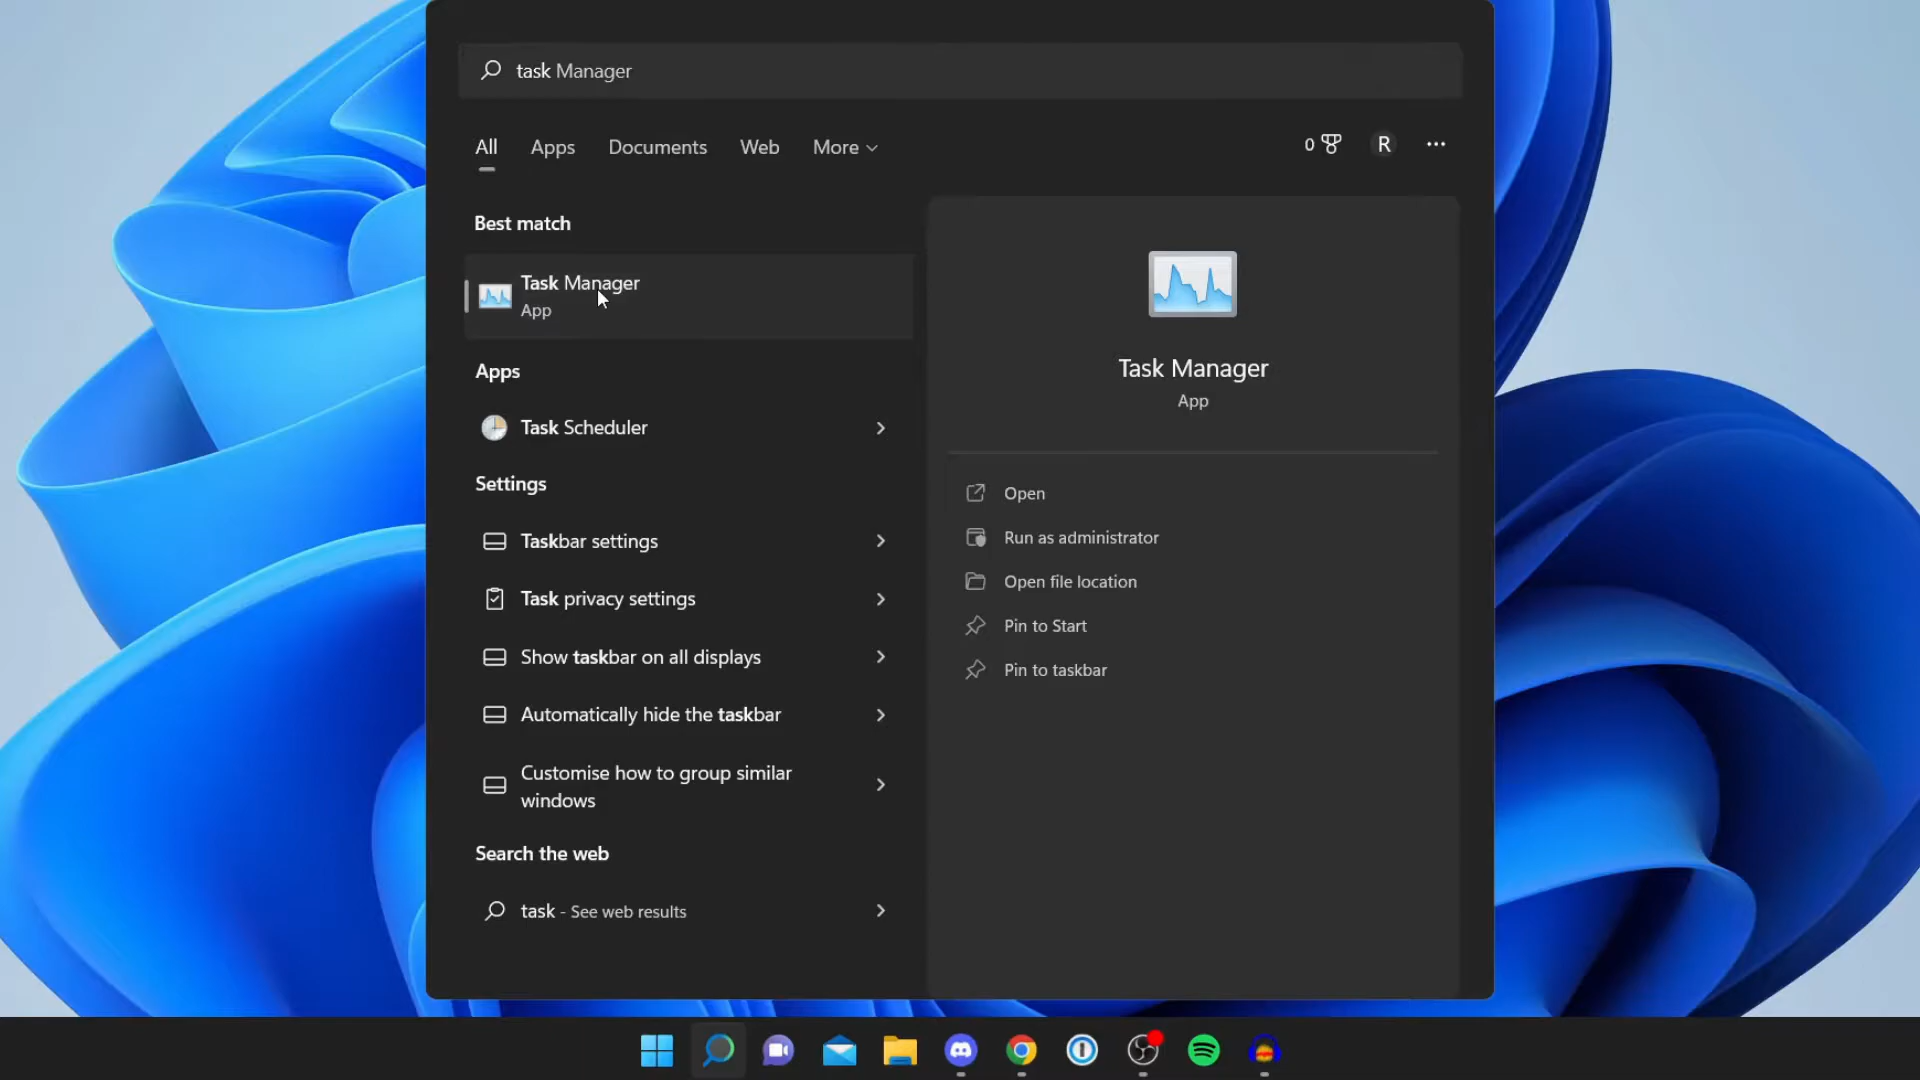 task Manager
All Apps Documents Web More
0 R
Best match
Task Manager
App
Apps
Task Scheduler
Settings
Taskbar settings
Task privacy settings
Show taskbar on all displays
Automatically hide the taskbar
Customise how to group similar
windows
Search the web
task - See web results
Task Manager
App
Open
Run as administrator
Open file location
Pin to Start
Pin to taskbar